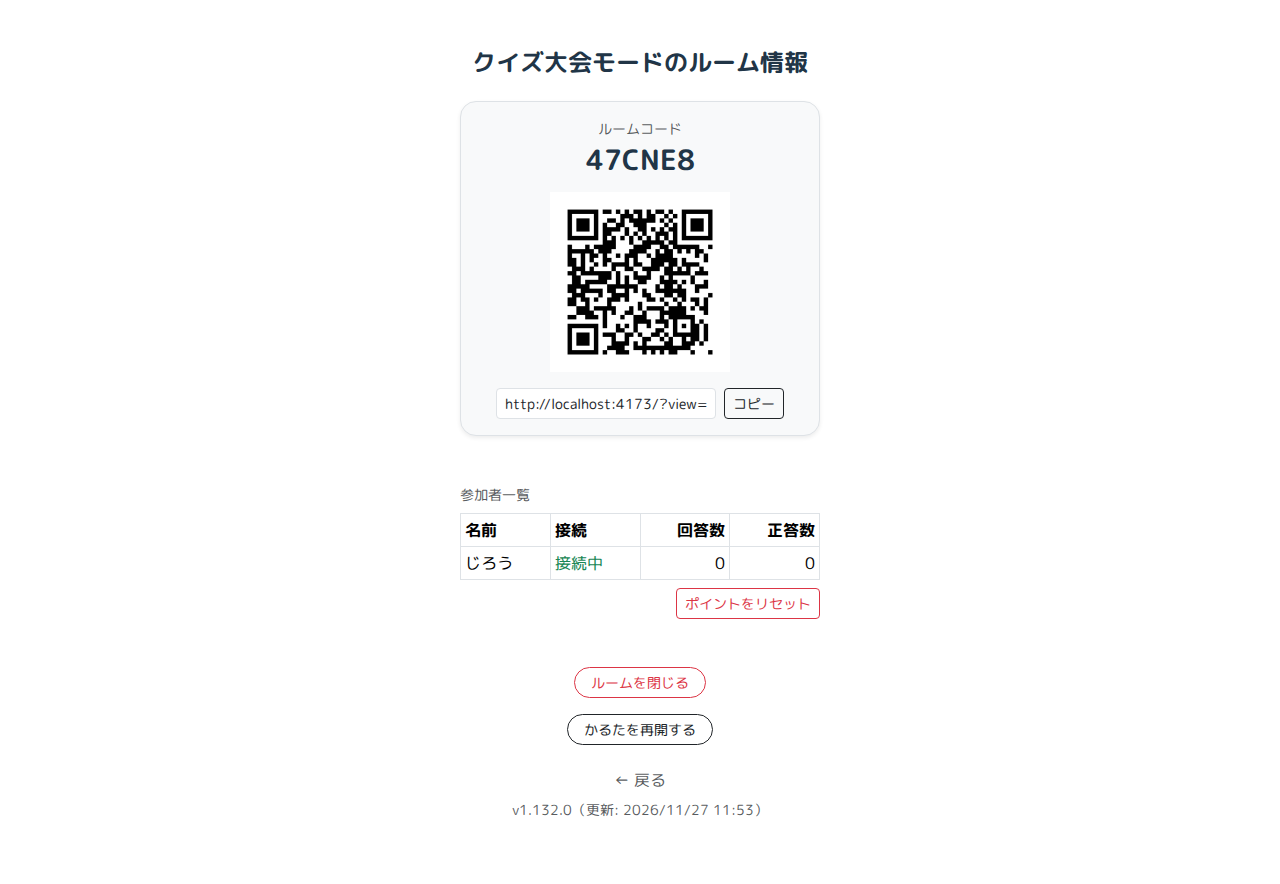 クイズ大会モードのルーム情報
ルームコード
47CNE8
http://localhost:4173/?view= コピー
参加者一覧
名前 接続 回答数 正答数
じろう 接続中 0 0
ポイントをリセット
ルームを閉じる
かるたを再開する
← 戻る
v1.132.0（更新: 2026/11/27 11:53）